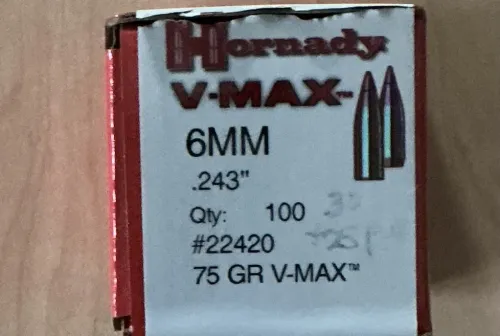 Hornady
V-MAX™
6MM
.243"
Qty: 100
#22420
75 GR V-MAX™